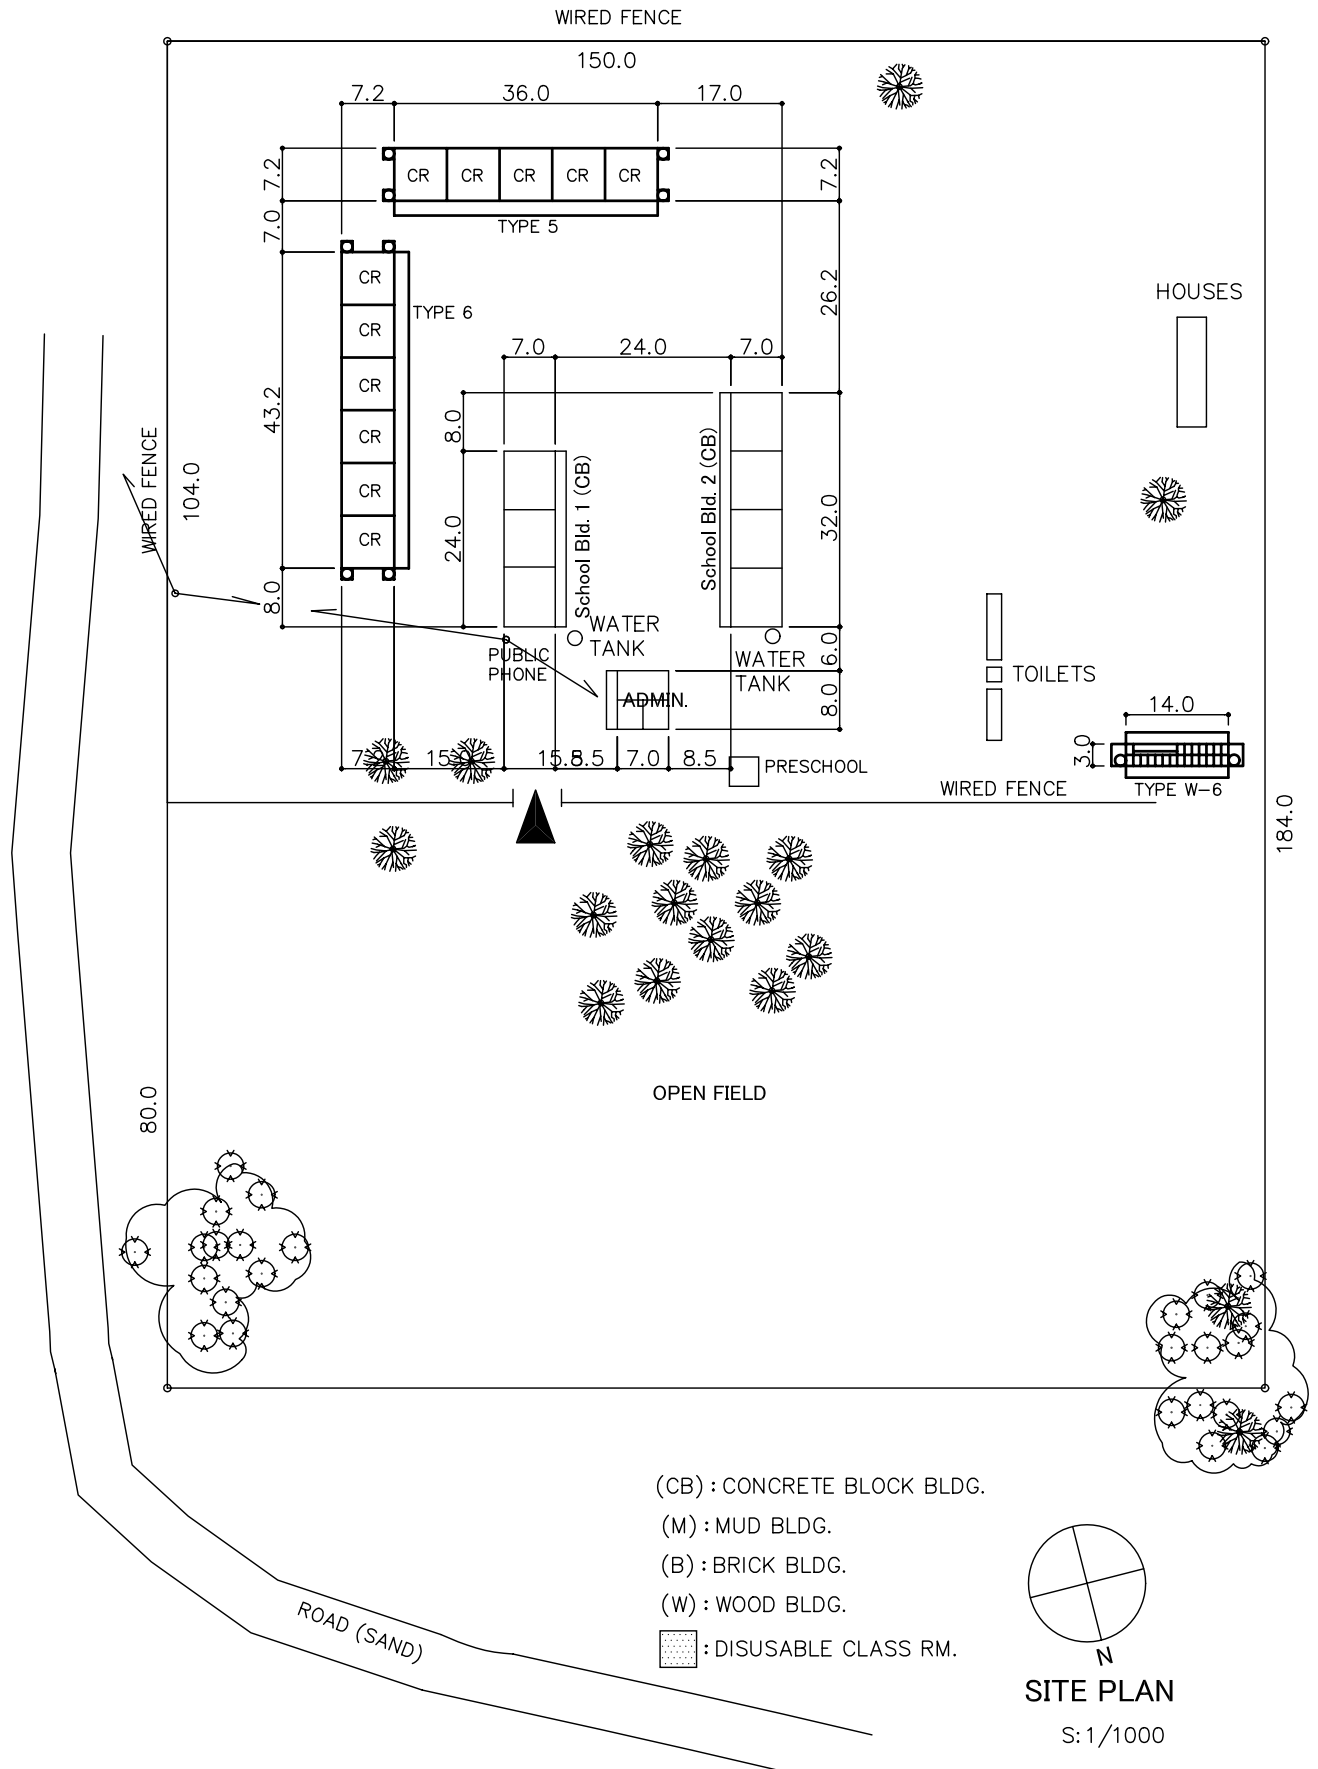 WIRED FENCE
150.0
7.2
36.0
17.0
7.2
CR
CR
CR
CR
CR
7.2
TYPE 5
7.0
CR
TYPE 6
26.2
HOUSES
CR
7.0
24.0
7.0
CR
43.2
8.0
CR
WIRED FENCE
104.0
CR
School Bld. 1 (CB)
School Bld. 2 (CB)
32.0
24.0
CR
8.0
WATER
TANK
PUBLIC
PHONE
WATER
TANK
6.0
TOILETS
ADMIN.
8.0
14.0
3.0
7.2
15.0
15.5
8.5
7.0
8.5
PRESCHOOL
WIRED FENCE
TYPE W-6
184.0
80.0
OPEN FIELD
(CB) : CONCRETE BLOCK BLDG.
(M) : MUD BLDG.
(B) : BRICK BLDG.
(W) : WOOD BLDG.
: DISUSABLE CLASS RM.
ROAD (SAND)
N
SITE PLAN
S: 1/1000